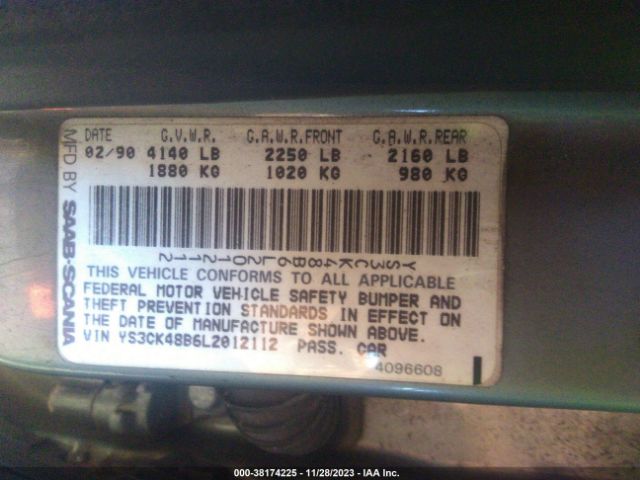 MFD BY SAAB-SCANIA
DATE G.V.W.R. G.A.W.R.FRONT G.A.W.R.REAR
02/90 4140 LB 2250 LB 2160 LB
1880 KG 1020 KG 980 KG
YS3CK48B6L2012112
THIS VEHICLE CONFORMS TO ALL APPLICABLE
FEDERAL MOTOR VEHICLE SAFETY BUMPER AND
THEFT PREVENTION STANDARDS IN EFFECT ON
THE DATE OF MANUFACTURE SHOWN ABOVE.
VIN YS3CK48B6L2012112 PASS. CAR
4096608
000-38174225 - 11/28/2023 - IAA Inc.